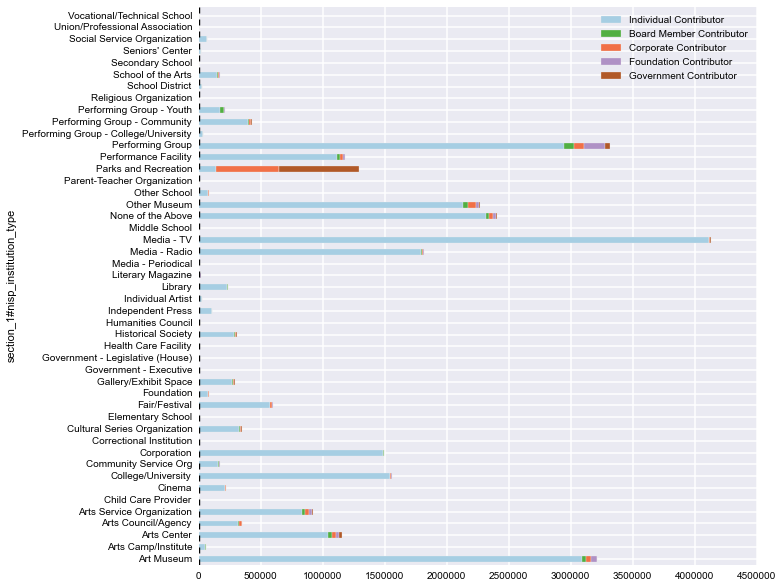 Vocational/Technical School
Union/Professional Association
Social Service Organization
Seniors' Center
Secondary School
School of the Arts
School District
Religious Organization
Performing Group - Youth
Performing Group - Community
Performing Group - College/University
Performing Group
Performance Facility
Parks and Recreation
Parent-Teacher Organization
Other School
Other Museum
None of the Above
Middle School
Media - TV
Media - Radio
Media - Periodical
Literary Magazine
Library
Individual Artist
Independent Press
Humanities Council
Historical Society
Health Care Facility
Government - Legislative (House)
Government - Executive
Gallery/Exhibit Space
Foundation
Fair/Festival
Elementary School
Cultural Series Organization
Correctional Institution
Corporation
Community Service Org
College/University
Cinema
Child Care Provider
Arts Service Organization
Arts Council/Agency
Arts Center
Arts Camp/Institute
Art Museum
section_1#nisp_institution_type
0 500000 1000000 1500000 2000000 2500000 3000000 3500000 4000000 4500000
Individual Contributor
Board Member Contributor
Corporate Contributor
Foundation Contributor
Government Contributor